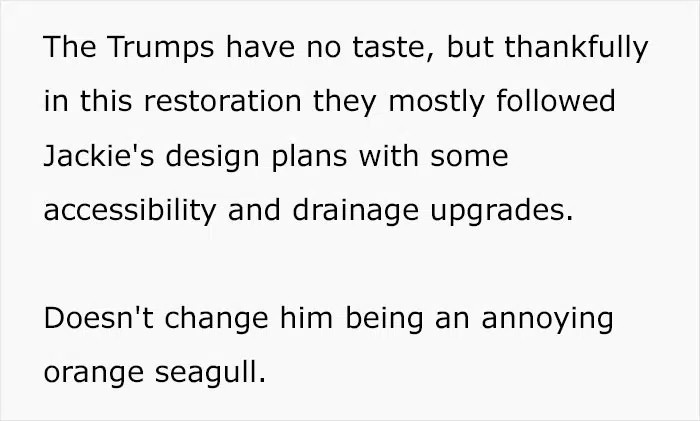 The Trumps have no taste, but thankfully
in this restoration they mostly followed
Jackie's design plans with some
accessibility and drainage upgrades.
Doesn't change him being an annoying
orange seagull.